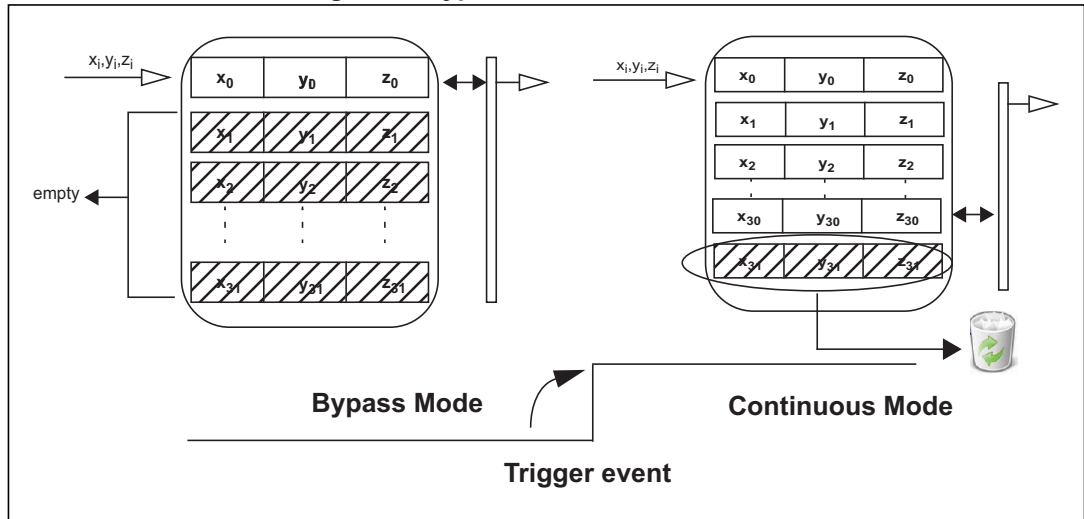 xi,yi,zi
x0 y0 z0
x1 y1 z1
x2 y2 z2
x31 y31 z31
empty
Bypass Mode
xi,yi,zi
x0 y0 z0
x1 y1 z1
x2 y2 z2
x30 y30 z30
x31 y31 z31
Continuous Mode
Trigger event